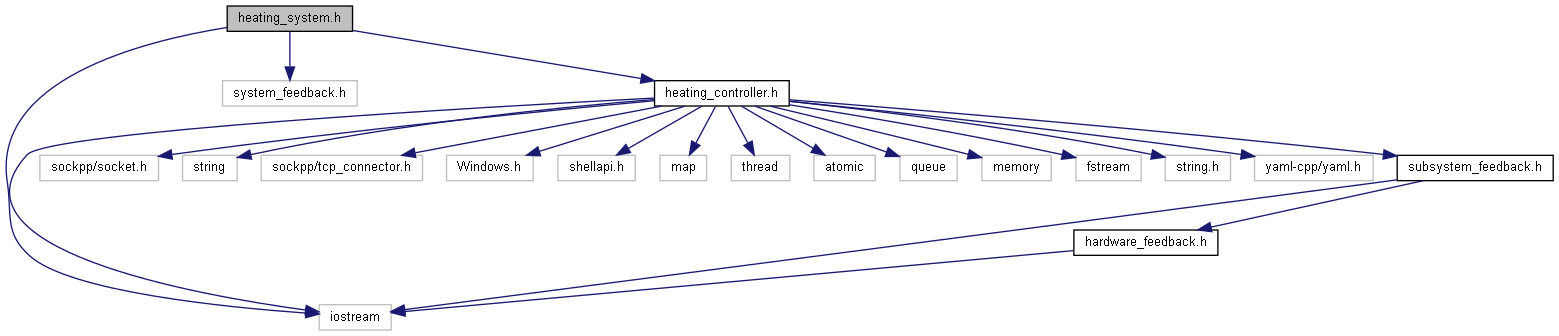 heating_system.h
system_feedback.h
heating_controller.h
sockpp/socket.h
string
sockpp/tcp_connector.h
Windows.h
shellapi.h
map
thread
atomic
queue
memory
fstream
string.h
yaml-cpp/yaml.h
subsystem_feedback.h
hardware_feedback.h
iostream